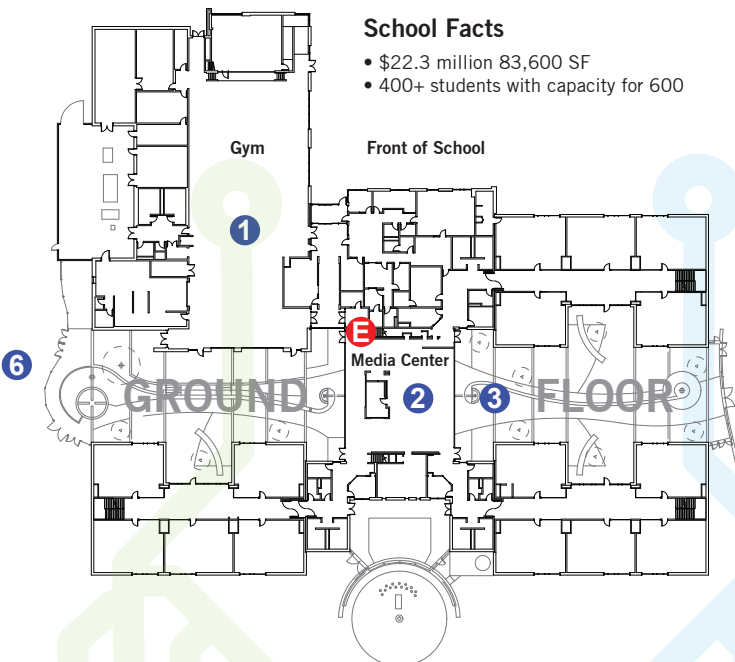 School Facts
• $22.3 million 83,600 SF
• 400+ students with capacity for 600
Gym
Front of School
1
E
Media Center
6
GROUND
2
3
FLOOR